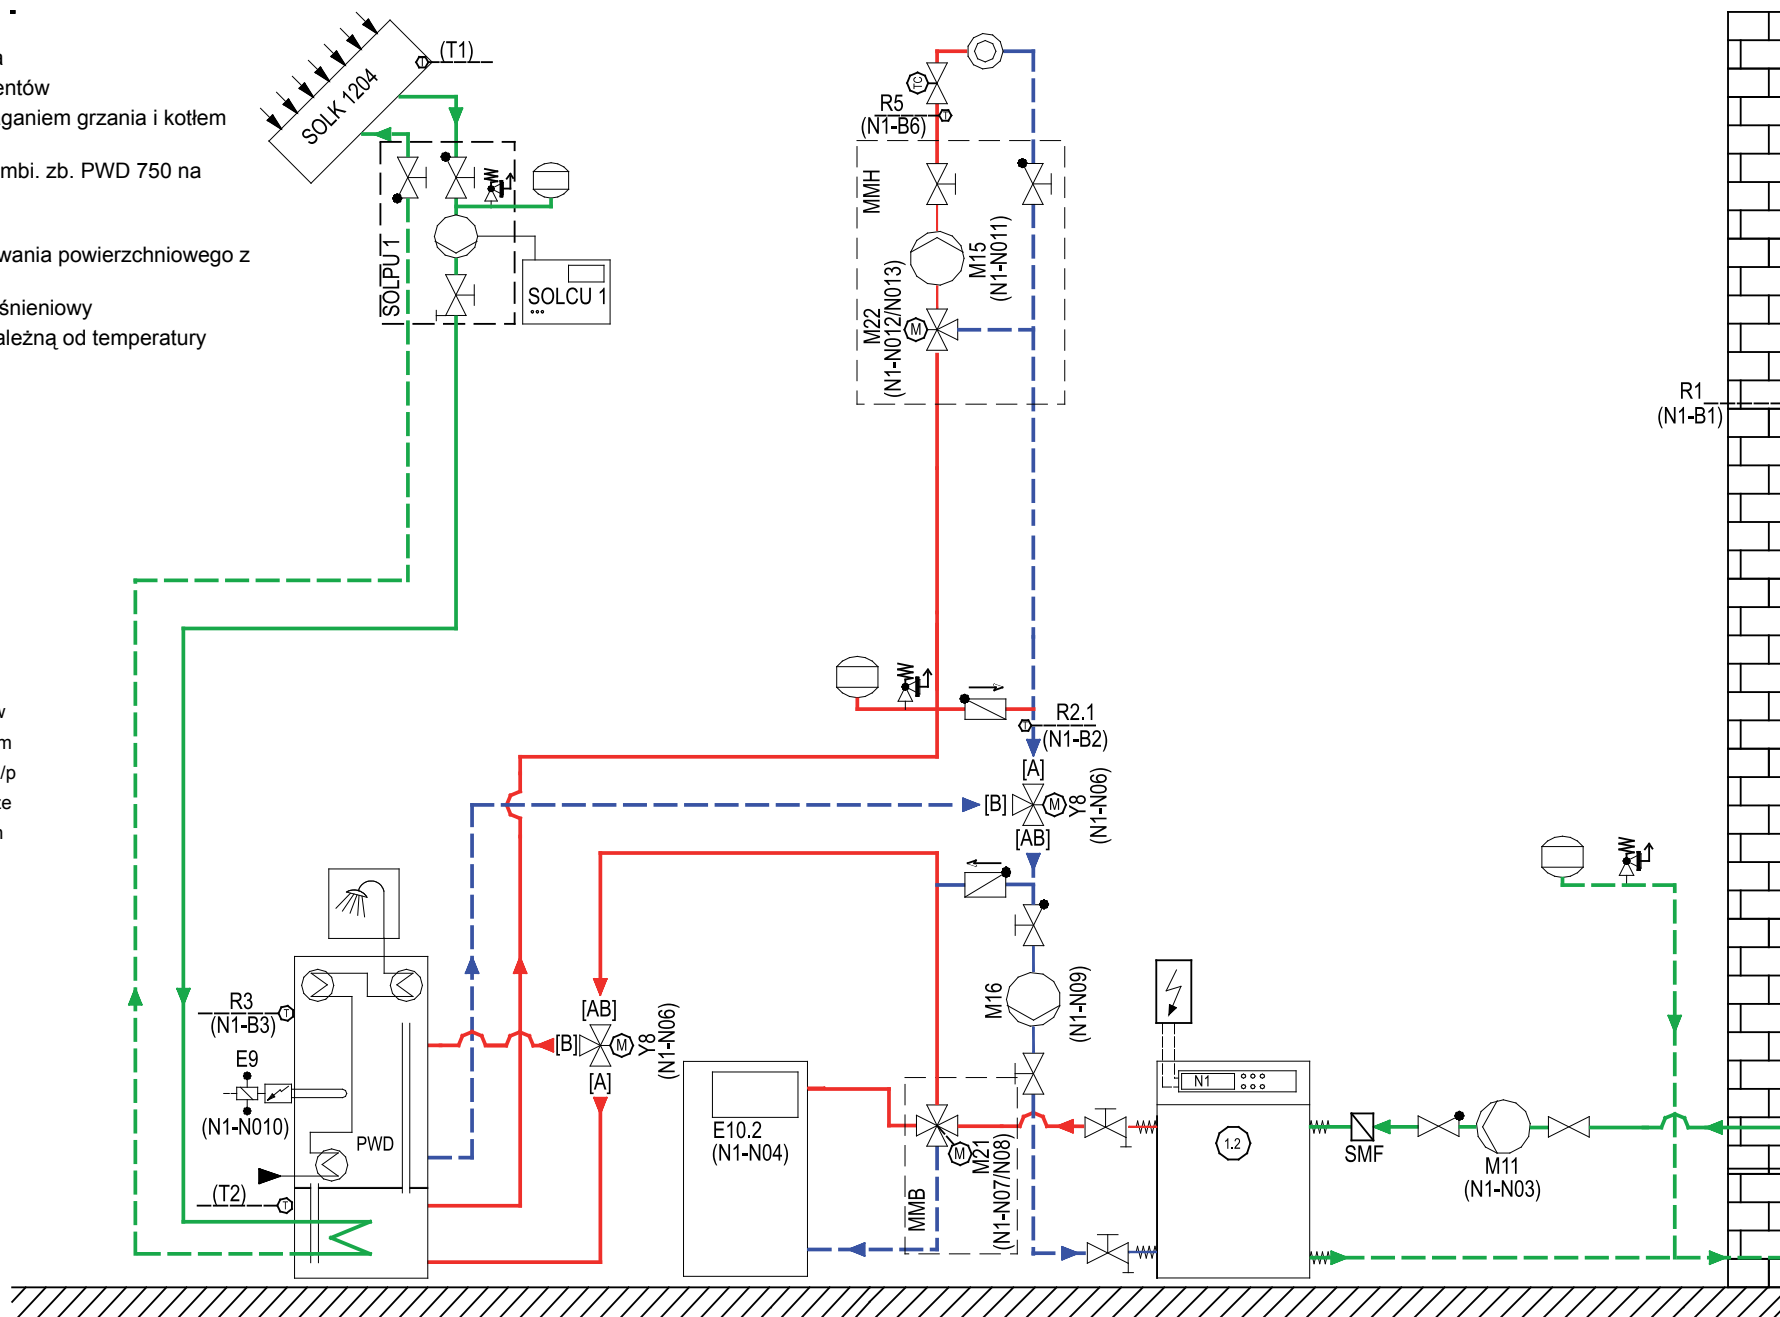 a
entów
ganiem grzania i kotłem
mbi. zb. PWD 750 na
wania powierzchniowego z
śnieniowy
ależną od temperatury
w
m
/p
te
n
(T1)
SOLK 1204
SOLPU 1
SOLCU 1
TC
R5
(N1-B6)
T
MMH
M15
(N1-N011)
M22
(N1-N012/N013)
M
R1
(N1-B1)
R2.1
(N1-B2)
T
[A]
[B]
M
Y8
(N1-N06)
[AB]
R3
(N1-B3)
T
E9
(N1-N010)
PWD
(T2)
T
[AB]
[B]
M
Y8
(N1-N06)
[A]
M16
(N1-N09)
E10.2
(N1-N04)
M
M21
(N1-N07/N08)
MMB
N1
1.2
SMF
M11
(N1-N03)